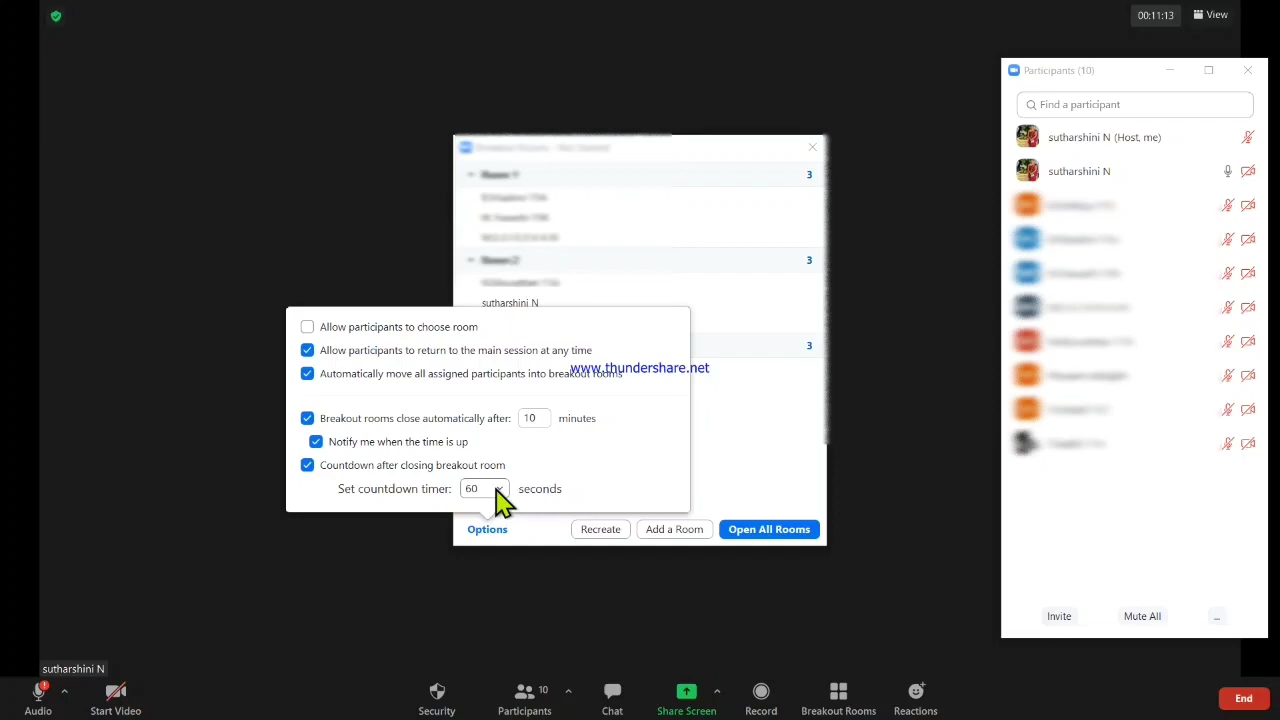 00:11:13
View
Participants (10)
Find a participant
sutharshini N (Host, me)
sutharshini N
3
3
sutharshini N
3
Allow participants to choose room
Allow participants to return to the main session at any time
Automatically move all assigned participants into breakout rooms
www.thundershare.net
Breakout rooms close automatically after: 10 minutes
Notify me when the time is up
Countdown after closing breakout room
Set countdown timer: 60 seconds
Options
Recreate
Add a Room
Open All Rooms
Invite
Mute All
...
sutharshini N
Audio
Start Video
Security
Participants
10
Chat
Share Screen
Record
Breakout Rooms
Reactions
End